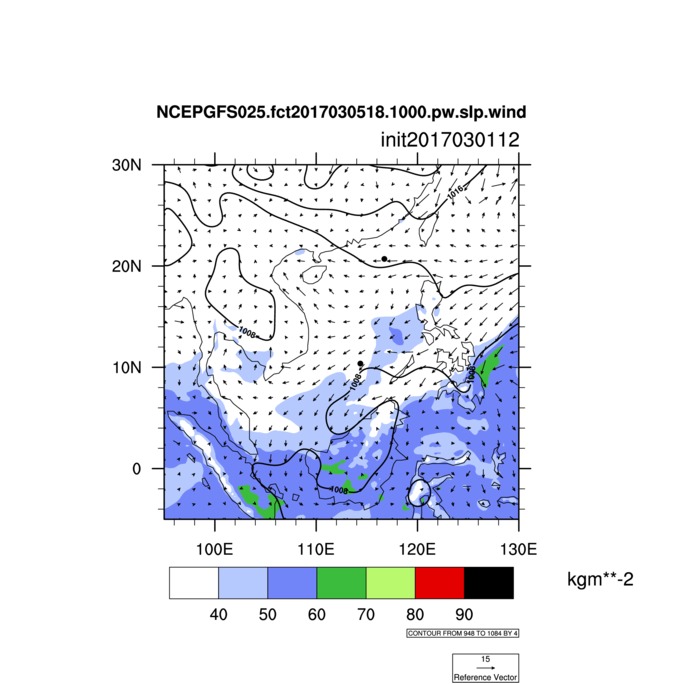 NCEPGFS025.fct2017030518.1000.pw.slp.wind
init2017030112
30N
1016
20N
1008
10N
1008
1008
0
1008
100E 110E 120E 130E
kgm**-2
40 50 60 70 80 90
CONTOUR FROM 948 TO 1084 BY 4
15
Reference Vector